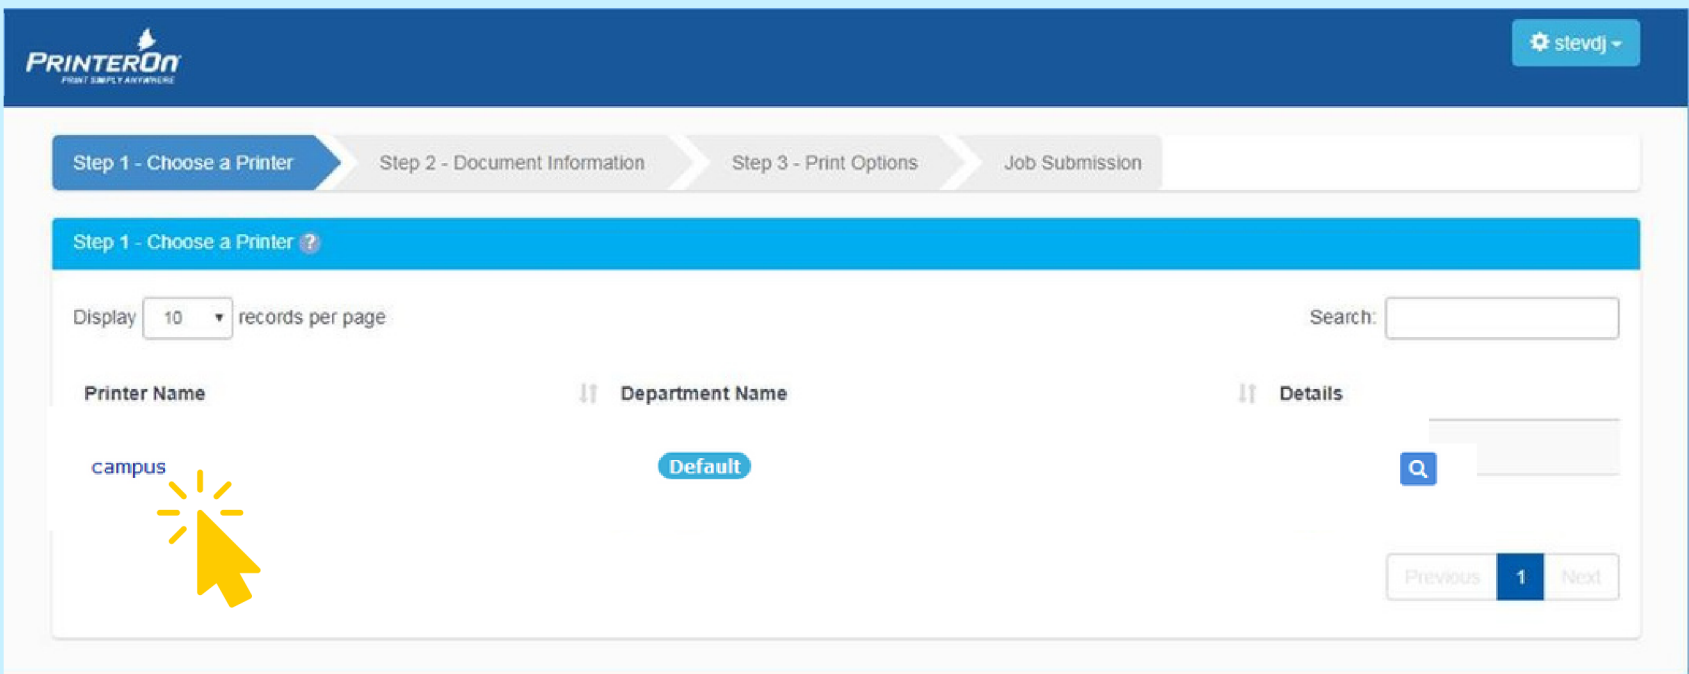 PRINTERON
PRINT SIMPLY ANYWHERE
stevdj
Step 1 - Choose a Printer
Step 2 - Document Information
Step 3 - Print Options
Job Submission
Step 1 - Choose a Printer ?
Display 10 records per page
Search:
Printer Name
Department Name
Details
campus
Default
Previous 1 Next